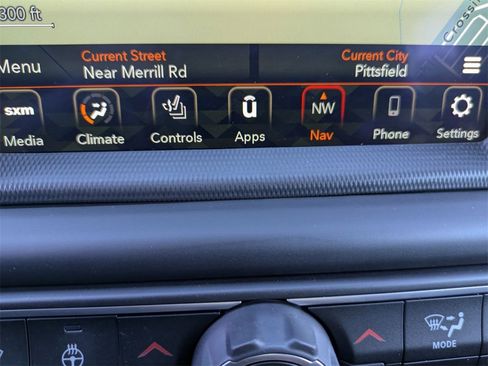 300 ft
Crossin
Menu
Current Street
Near Merrill Rd
Current City
Pittsfield
sxm
Media
Climate
Controls
Apps
NW
Nav
Phone
Settings
MODE